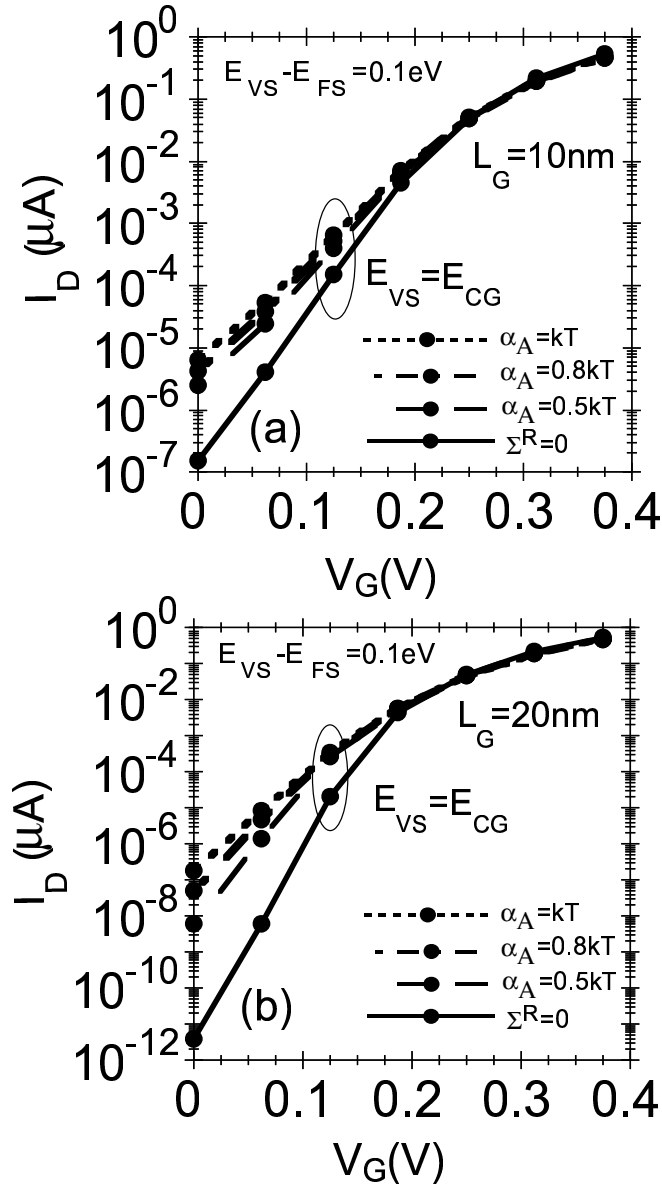 10⁰
E_VS-E_FS=0.1eV
10⁻¹
10⁻²
L_G=10nm
10⁻³
I_D (μA)
10⁻⁴
E_VS=E_CG
10⁻⁵
α_A=kT
α_A=0.8kT
10⁻⁶
α_A=0.5kT
(a)
Σᴿ=0
10⁻⁷
0 0.1 0.2 0.3 0.4
V_G(V)
10⁰
E_VS-E_FS=0.1eV
10⁻²
L_G=20nm
10⁻⁴
E_VS=E_CG
10⁻⁶
I_D (μA)
10⁻⁸
α_A=kT
α_A=0.8kT
10⁻¹⁰
α_A=0.5kT
(b)
Σᴿ=0
10⁻¹²
0 0.1 0.2 0.3 0.4
V_G(V)